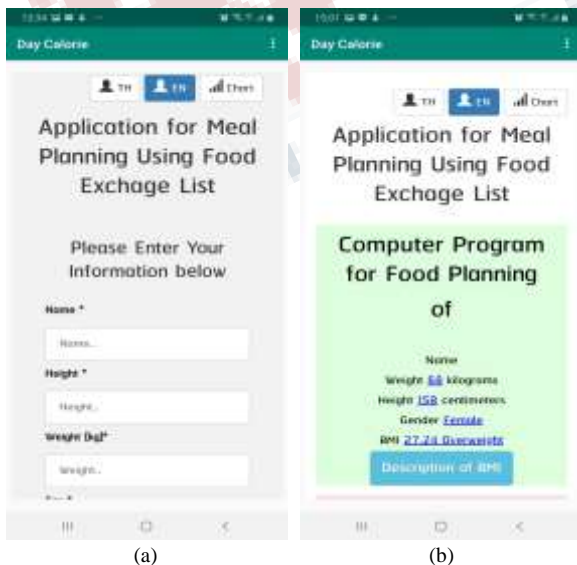 Day Calorie
TH EN Chart
Application for Meal
Planning Using Food
Exchage List
Please Enter Your
Information below
Name *
Name...
Height *
Height..
Weight [kg]*
Weight..
(a)
Day Calorie
TH EN Chart
Application for Meal
Planning Using Food
Exchage List
Computer Program
for Food Planning
of
Name
Weight 68 kilograms
Height 158 centimeters
Gender Female
BMI 27.24 Overweight
Description of BMI
(b)